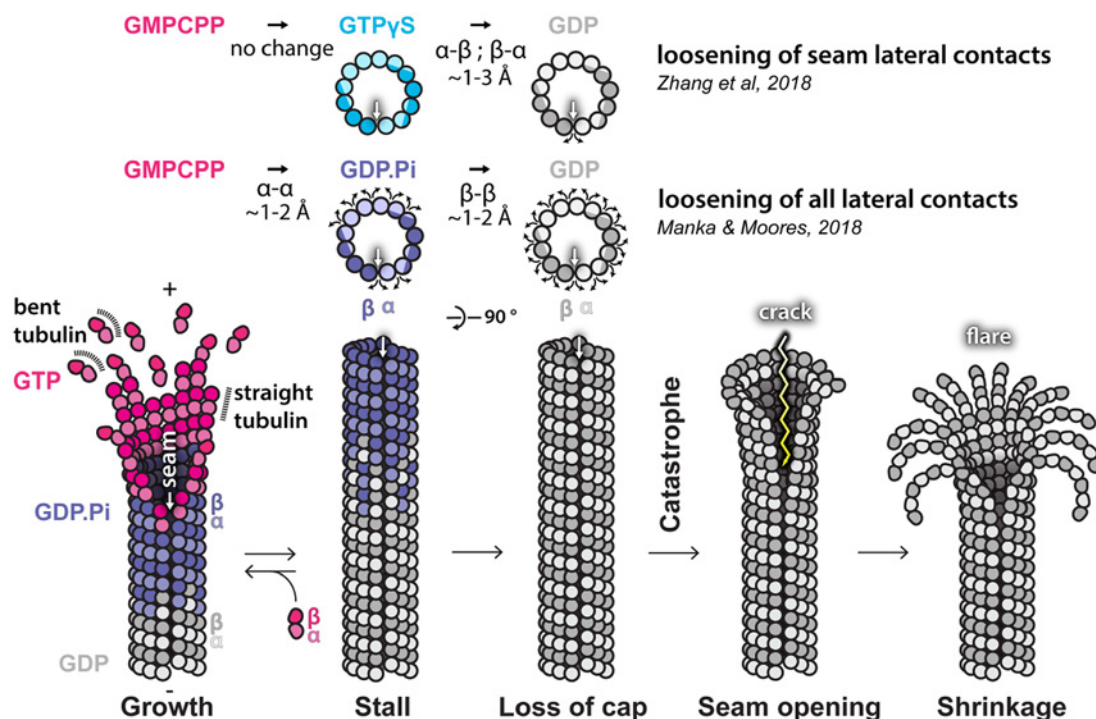 GMPCPP → GTPγS → GDP
no change
α-β ; β-α
~1-3 Å
loosening of seam lateral contacts
Zhang et al, 2018
GMPCPP → GDP.Pi → GDP
α-α
~1-2 Å
β-β
~1-2 Å
loosening of all lateral contacts
Manka & Moores, 2018
β α
β α
90°
+
bent
tubulin
GTP
straight
tubulin
seam
GDP.Pi
β
α
β
α
GDP
-
β
α
Catastrophe
crack
flare
Growth
Stall
Loss of cap
Seam opening
Shrinkage